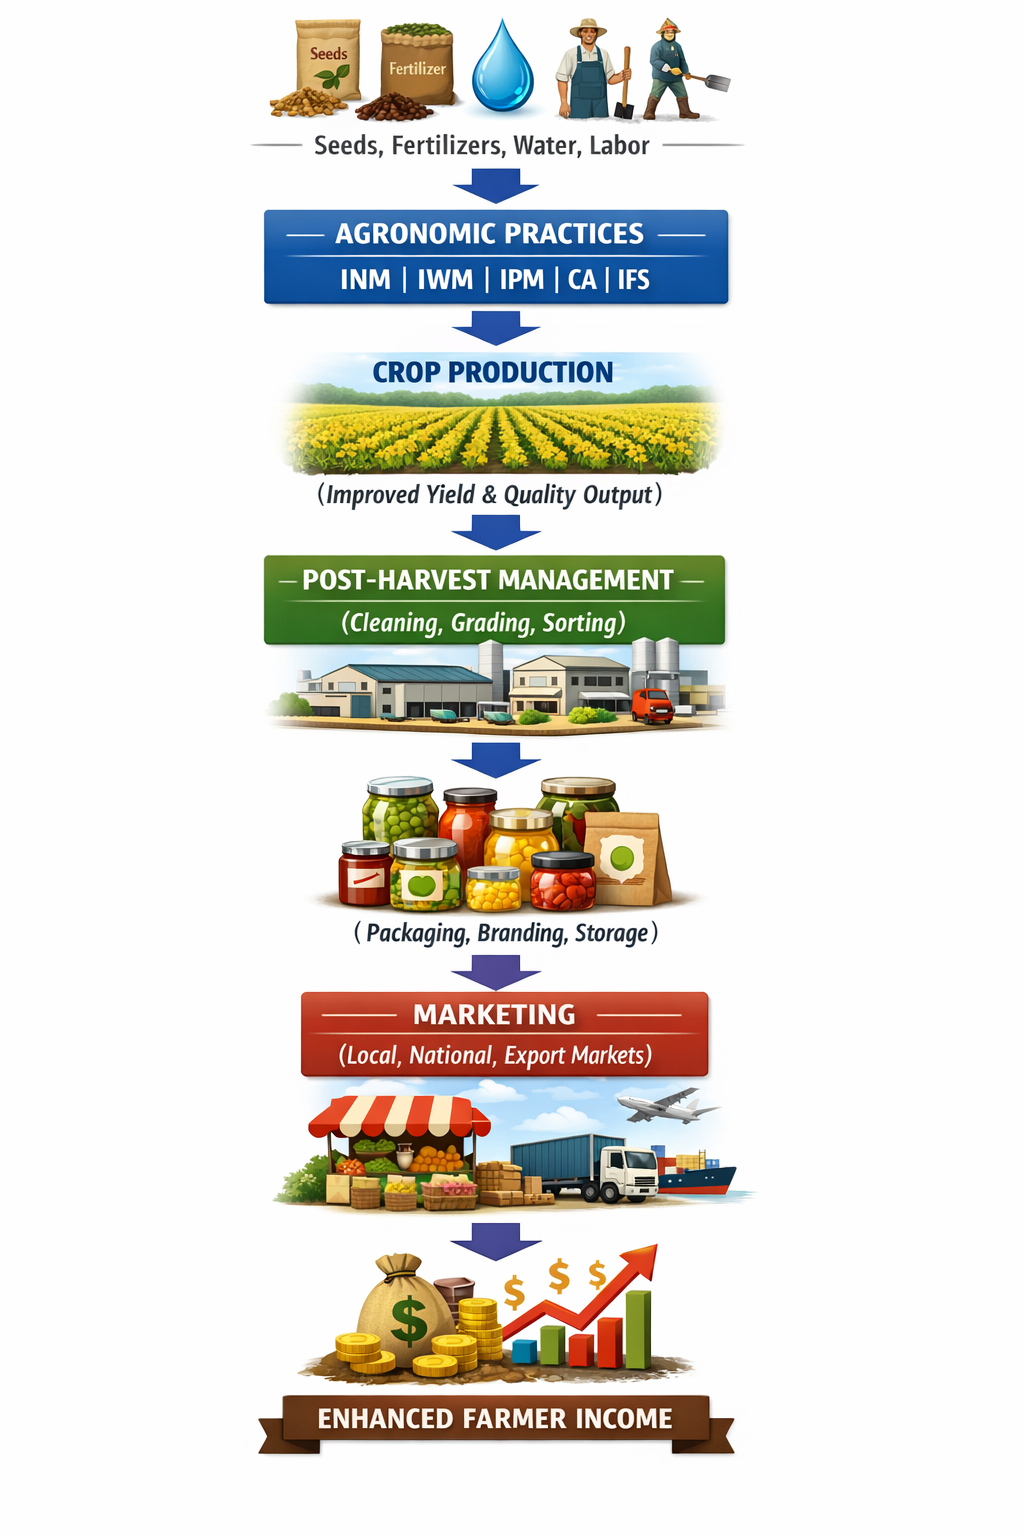 Seeds
Fertilizer
Seeds, Fertilizers, Water, Labor
AGRONOMIC PRACTICES
INM | IWM | IPM | CA | IFS
CROP PRODUCTION
(Improved Yield & Quality Output)
POST-HARVEST MANAGEMENT
(Cleaning, Grading, Sorting)
( Packaging, Branding, Storage)
MARKETING
(Local, National, Export Markets)
$ $ $
$
ENHANCED FARMER INCOME